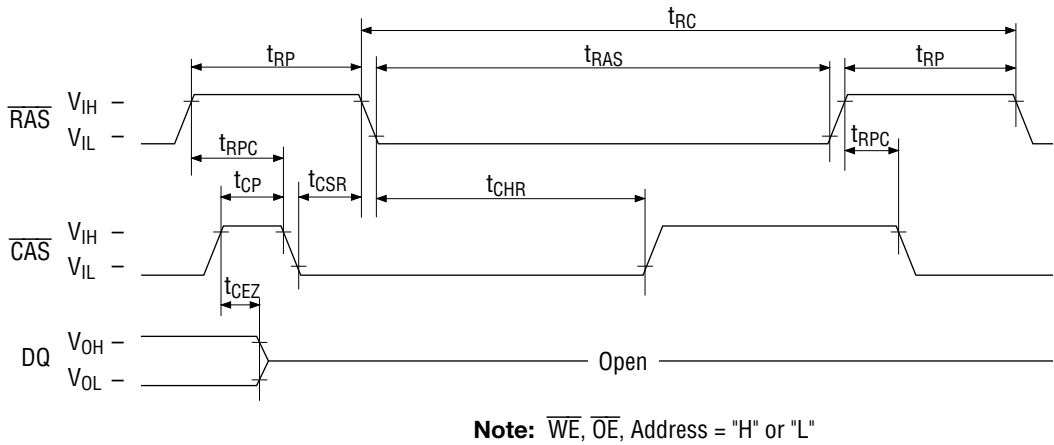 tRC
tRP tRAS tRP
RAS VIH –
VIL –
tRPC tRPC
tCP tCSR tCHR
CAS VIH –
VIL –
tCEZ
DQ VOH –
VOL –
Open
Note: WE, OE, Address = "H" or "L"